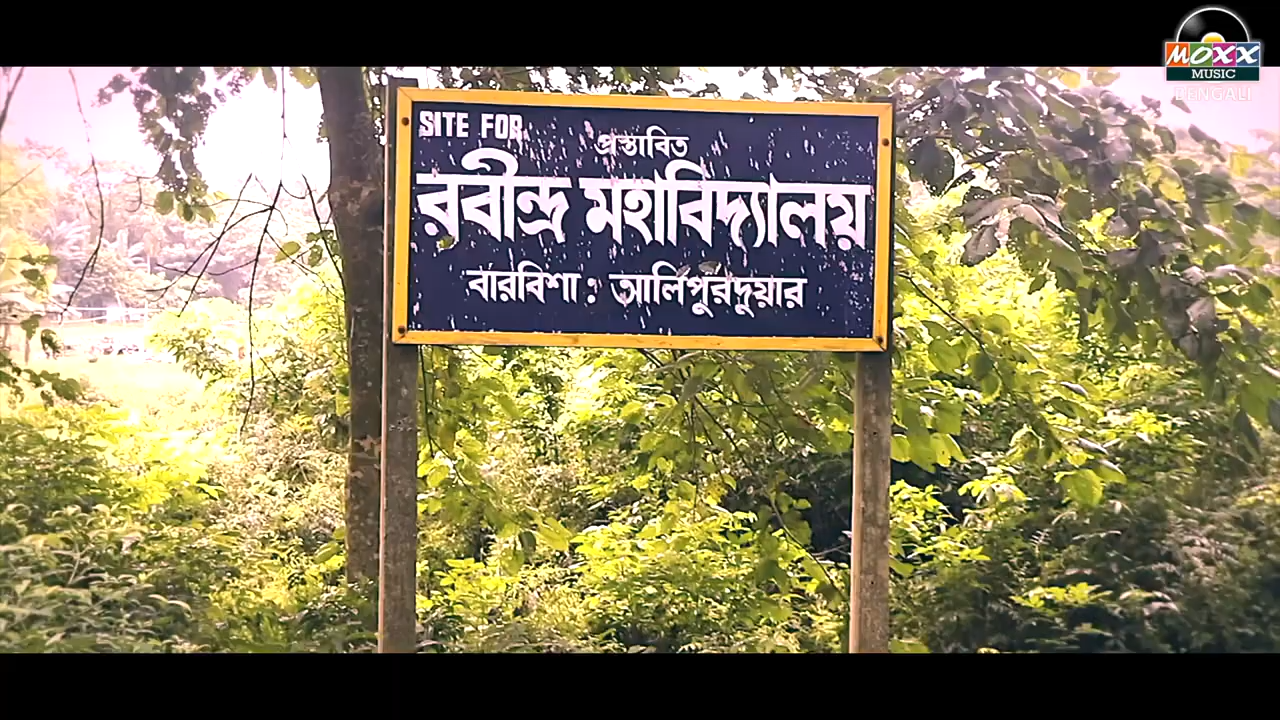 MOXX
MUSIC
BENGALI
SITE FOR
প্রস্তাবিত
রবীন্দ্র মহাবিদ্যালয়
বারবিশা : আলিপুরদুয়ার